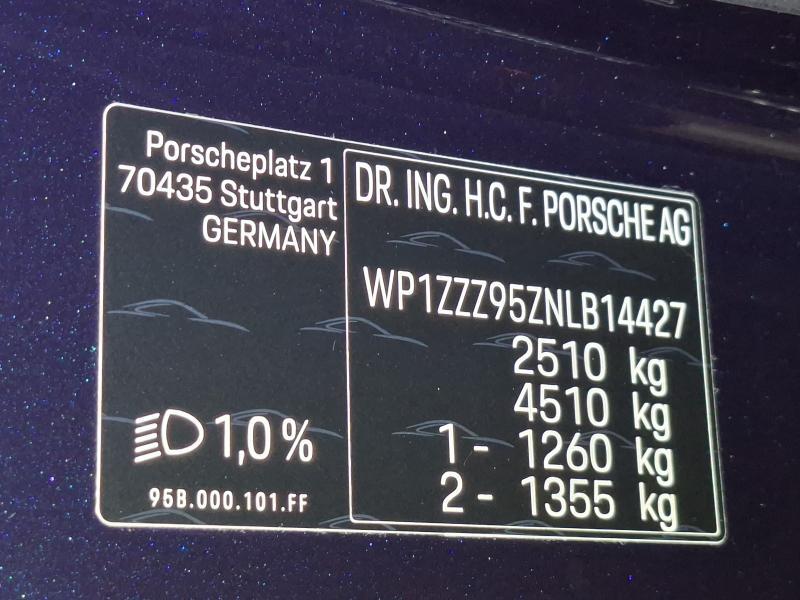 Porscheplatz 1
70435 Stuttgart
GERMANY
1,0 %
95B.000.101.FF
DR. ING. H.C. F. PORSCHE AG
WP1ZZZ95ZNLB14427
2510 kg
4510 kg
1 - 1260 kg
2 - 1355 kg